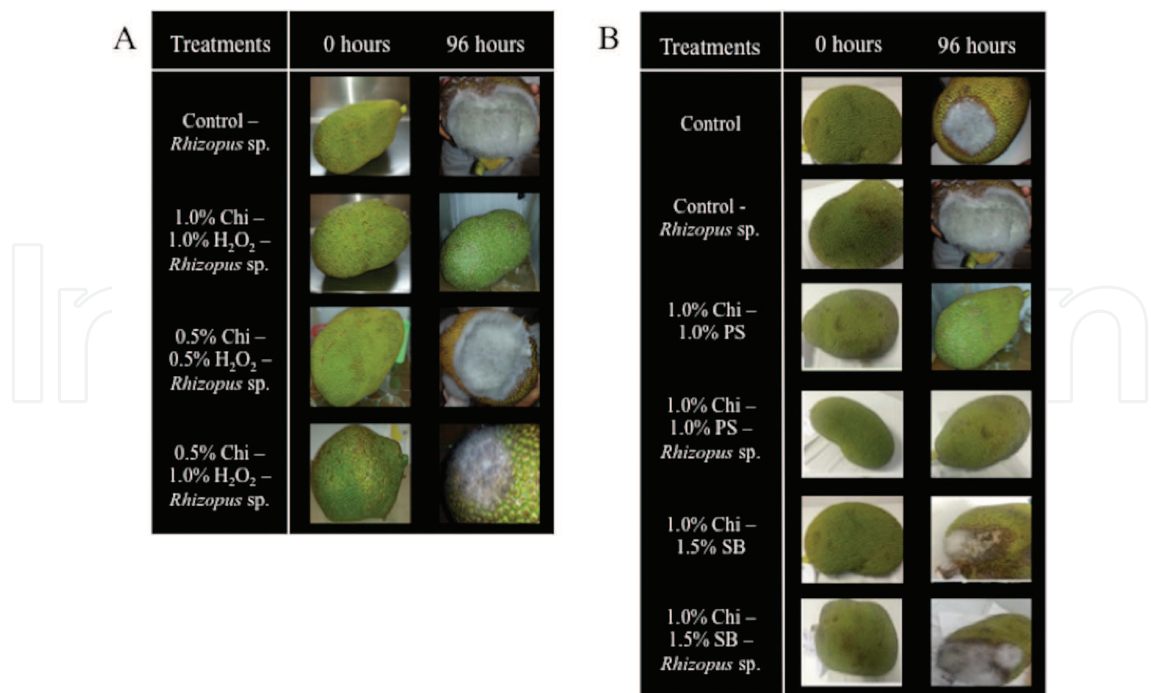 A
Treatments 0 hours 96 hours
Control –
Rhizopus sp.
1.0% Chi –
1.0% H₂O₂ –
Rhizopus sp.
0.5% Chi –
0.5% H₂O₂ –
Rhizopus sp.
0.5% Chi –
1.0% H₂O₂ –
Rhizopus sp.
B
Treatments 0 hours 96 hours
Control
Control -
Rhizopus sp.
1.0% Chi –
1.0% PS
1.0% Chi –
1.0% PS –
Rhizopus sp.
1.0% Chi –
1.5% SB
1.0% Chi –
1.5% SB –
Rhizopus sp.